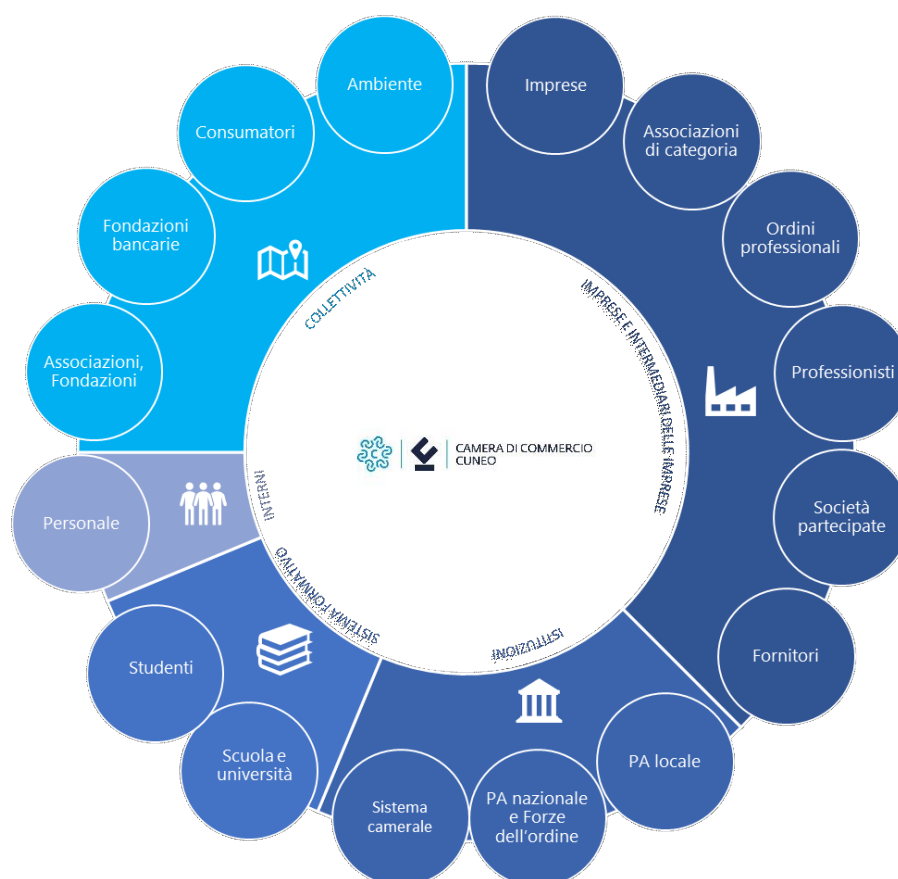 Ambiente
Imprese
Consumatori
Associazioni
di categoria
Fondazioni
bancarie
Ordini
professionali
COLLETTIVITÀ
IMPRESE E INTERMEDIARI DELLE IMPRESE
Associazioni,
Fondazioni
Professionisti
CAMERA DI COMMERCIO
CUNEO
INTERNI
Personale
Società
partecipate
SISTEMA FORMATIVO
ISTITUZIONI
Studenti
Fornitori
Scuola e
università
PA locale
Sistema
camerale
PA nazionale
e Forze
dell'ordine